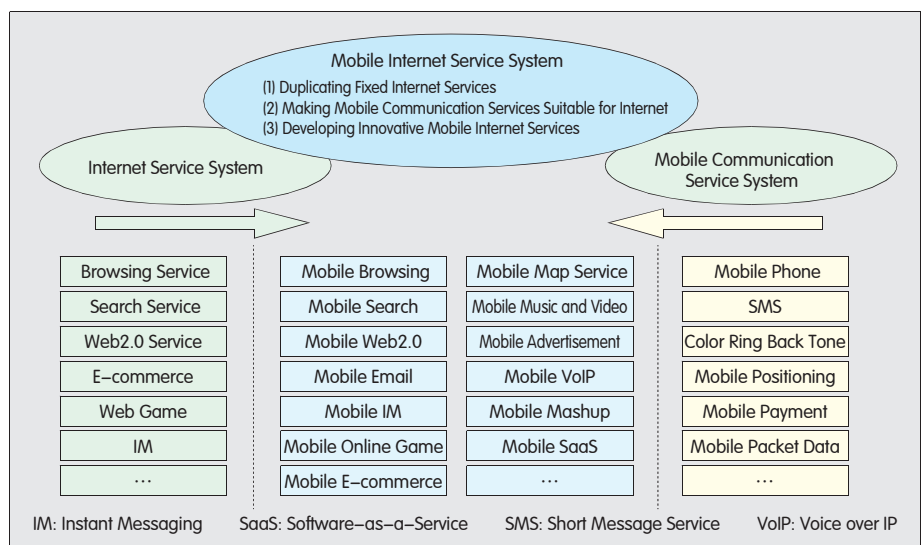 Mobile Internet Service System
(1) Duplicating Fixed Internet Services
(2) Making Mobile Communication Services Suitable for Internet
(3) Developing Innovative Mobile Internet Services
Internet Service System
Mobile Communication
Service System
Browsing Service
Search Service
Web2.0 Service
E–commerce
Web Game
IM
...
Mobile Browsing
Mobile Search
Mobile Web2.0
Mobile Email
Mobile IM
Mobile Online Game
Mobile E–commerce
Mobile Map Service
Mobile Music and Video
Mobile Advertisement
Mobile VoIP
Mobile Mashup
Mobile SaaS
...
Mobile Phone
SMS
Color Ring Back Tone
Mobile Positioning
Mobile Payment
Mobile Packet Data
...
IM: Instant Messaging SaaS: Software–as–a–Service SMS: Short Message Service VoIP: Voice over IP